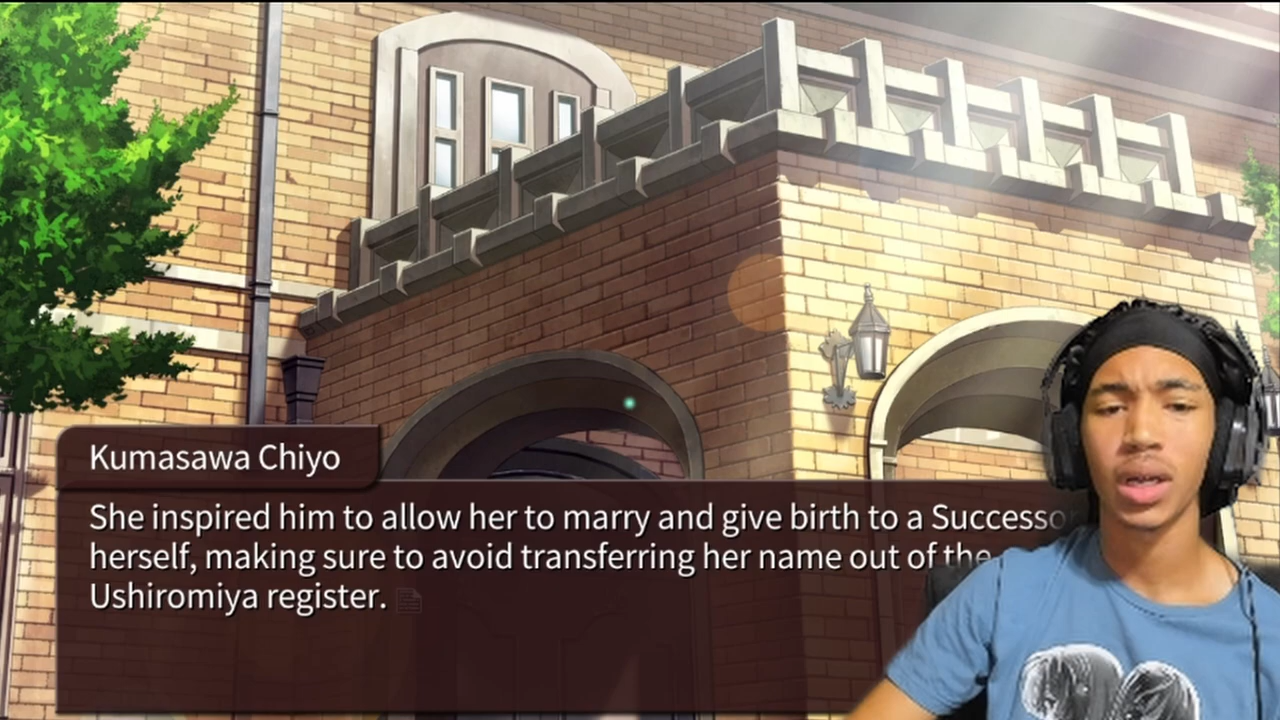 Kumasawa Chiyo
She inspired him to allow her to marry and give birth to a Successo
herself, making sure to avoid transferring her name out of the
Ushiromiya register.